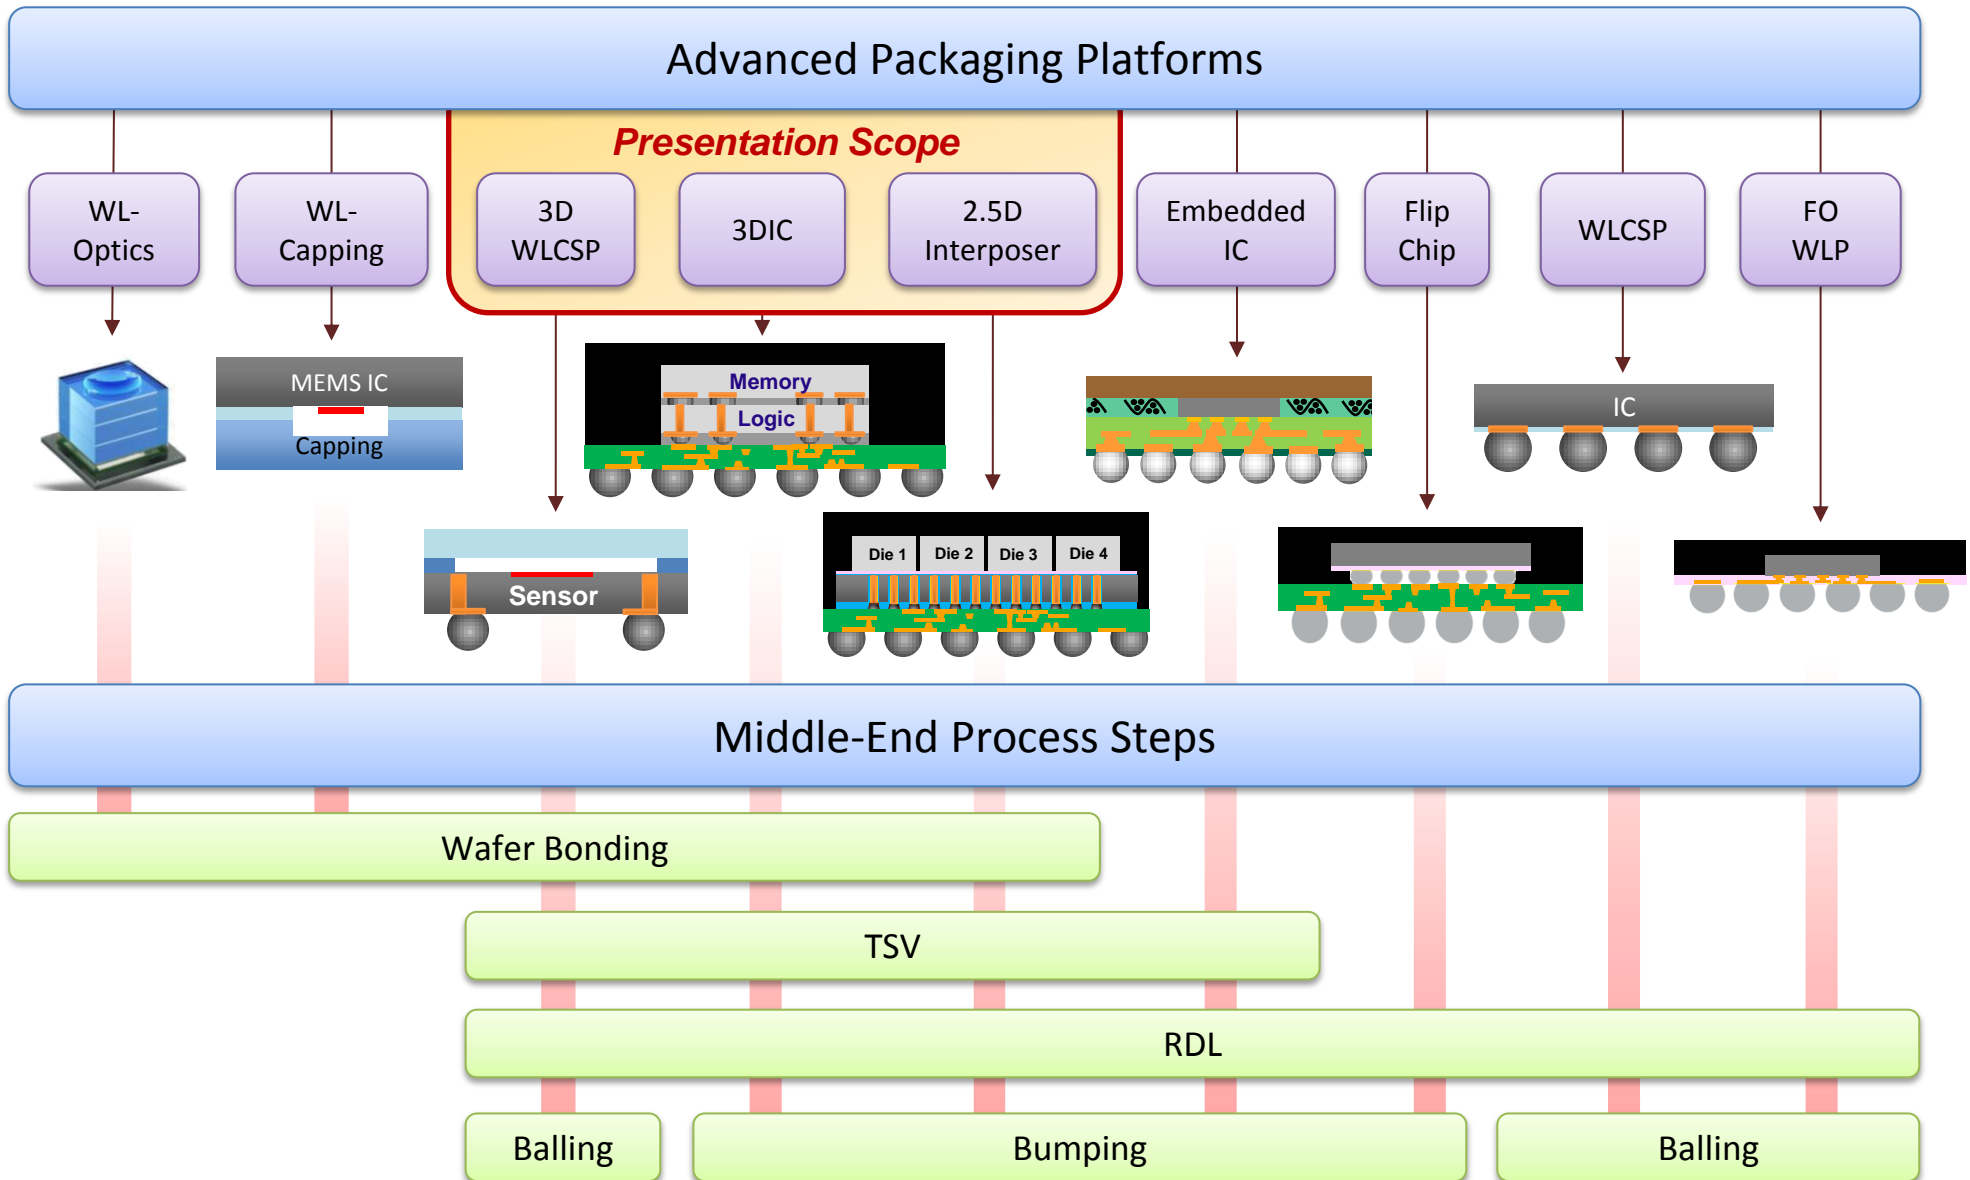 Advanced Packaging Platforms
Presentation Scope
WL-
Optics
WL-
Capping
3D
WLCSP
3DIC
2.5D
Interposer
Embedded
IC
Flip
Chip
WLCSP
FO
WLP
MEMS IC
Capping
Memory
Logic
IC
Sensor
Die 1
Die 2
Die 3
Die 4
Middle-End Process Steps
Wafer Bonding
TSV
RDL
Balling
Bumping
Balling